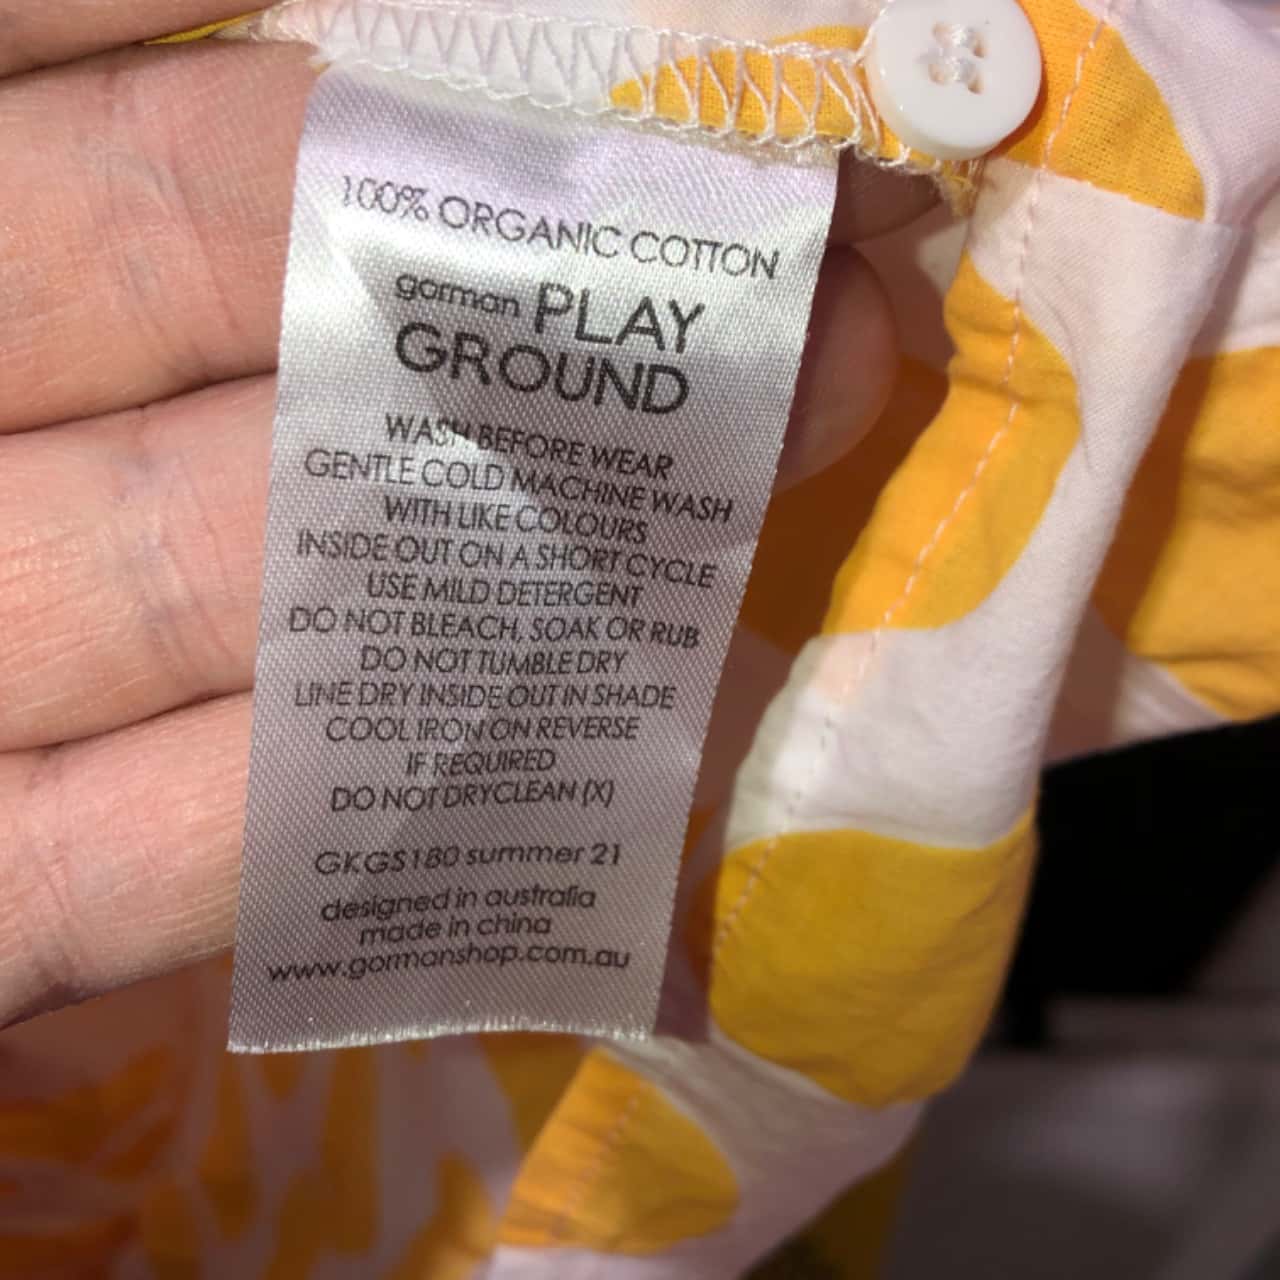 100% ORGANIC COTTON
gorman PLAY
GROUND
WASH BEFORE WEAR
GENTLE COLD MACHINE WASH
WITH LIKE COLOURS
INSIDE OUT ON A SHORT CYCLE
USE MILD DETERGENT
DO NOT BLEACH, SOAK OR RUB
DO NOT TUMBLE DRY
LINE DRY INSIDE OUT IN SHADE
COOL IRON ON REVERSE
IF REQUIRED
DO NOT DRYCLEAN (X)
GKGS180 summer 21
designed in australia
made in china
www.gormanshop.com.au